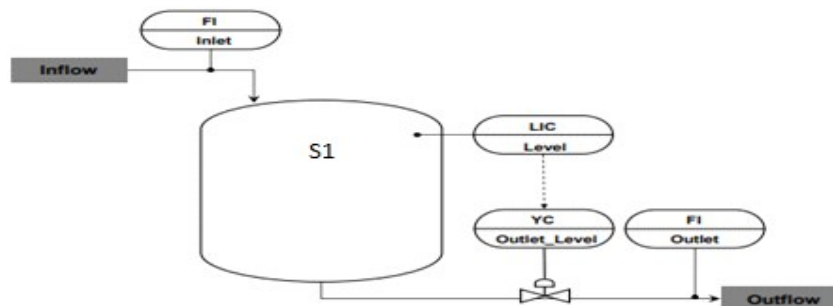 FI
Inlet
Inflow
S1
LIC
Level
YC
Outlet_Level
FI
Outlet
Outflow